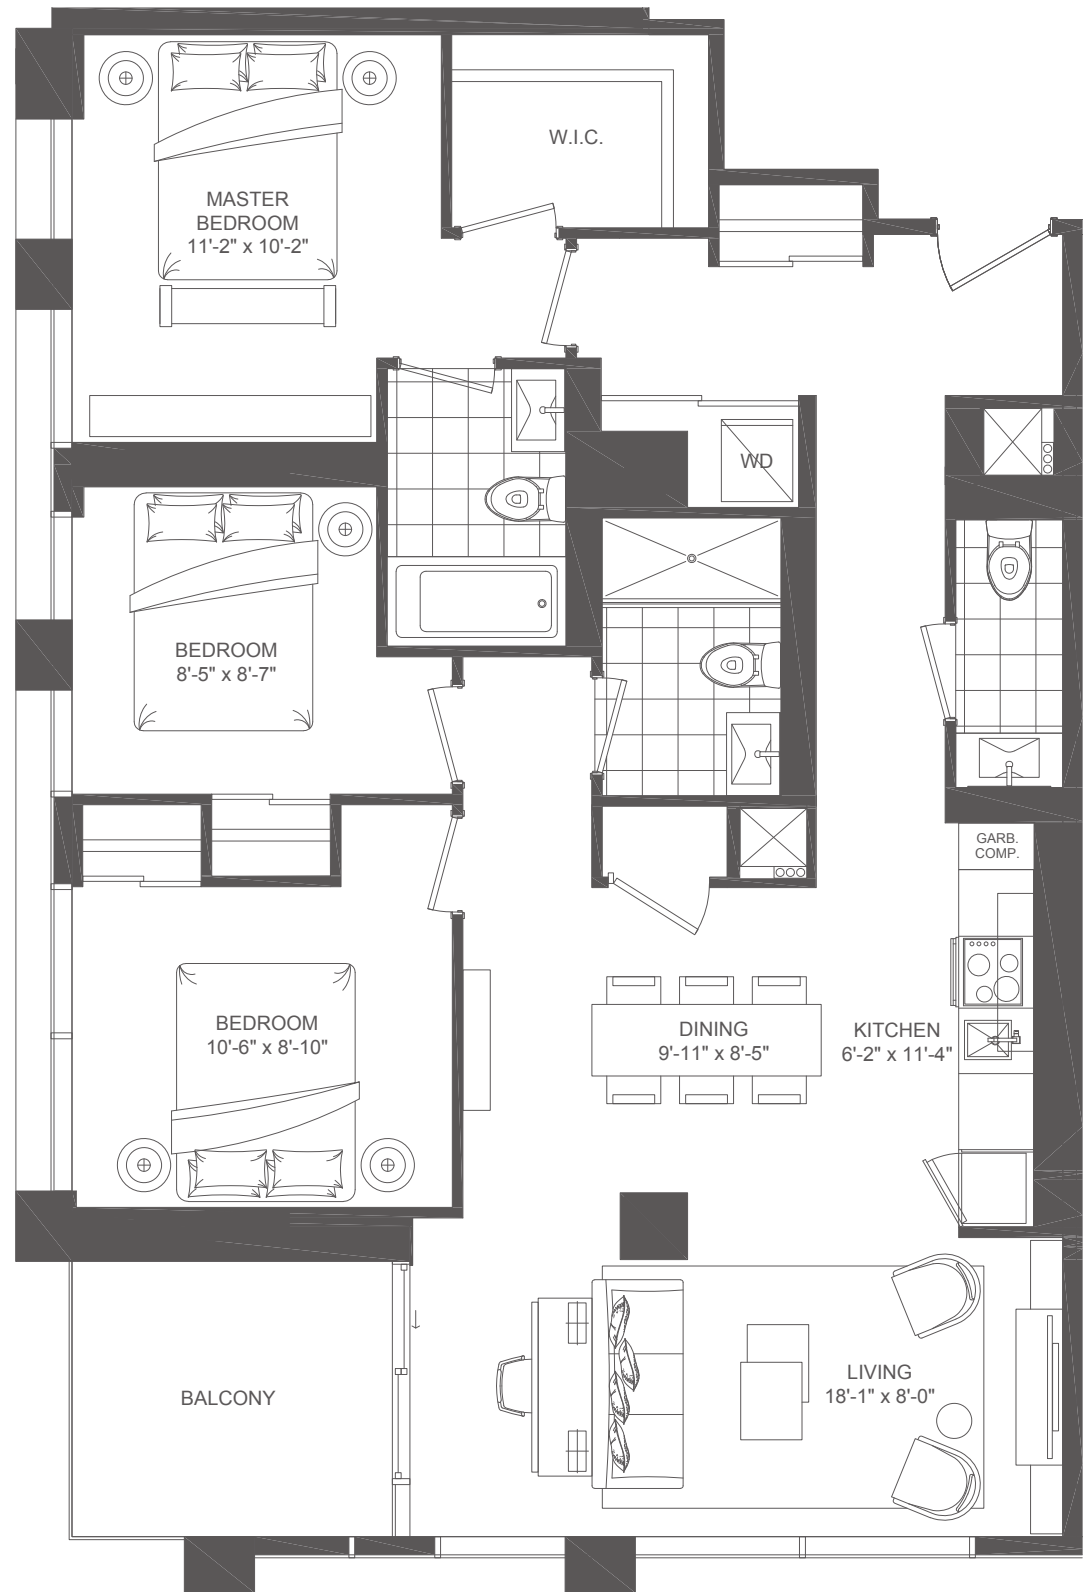 W.I.C.
MASTER
BEDROOM
11'-2" x 10'-2"
WD
BEDROOM
8'-5" x 8'-7"
GARB.
COMP.
BEDROOM
10'-6" x 8'-10"
DINING
9'-11" x 8'-5"
KITCHEN
6'-2" x 11'-4"
LIVING
18'-1" x 8'-0"
BALCONY